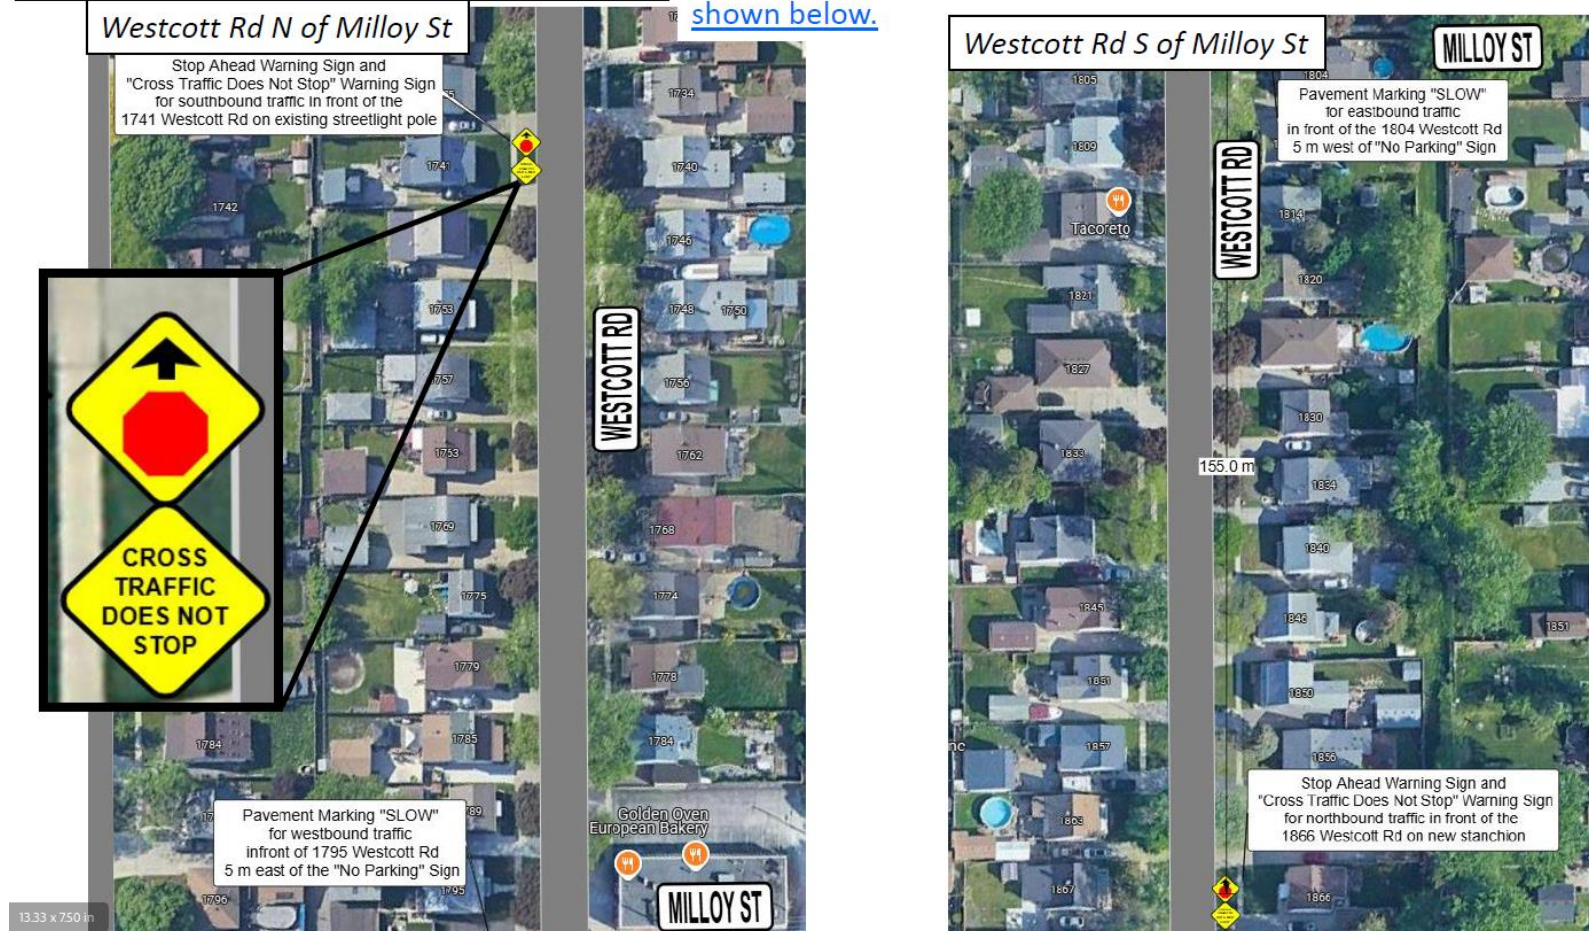 shown below.
Westcott Rd N of Milloy St
Stop Ahead Warning Sign and
"Cross Traffic Does Not Stop" Warning Sign
for southbound traffic in front of the
1741 Westcott Rd on existing streetlight pole
1734
1741
1740
1742
1746
1753
1748
1750
WESTCOTT RD
1757
1756
1753
1762
1769
1768
CROSS
TRAFFIC
DOES NOT
STOP
1775
1774
1779
1778
1784
1785
1784
Pavement Marking "SLOW"
for westbound traffic
infront of 1795 Westcott Rd
5 m east of the "No Parking" Sign
Golden Oven
European Bakery
1796
1795
MILLOY ST
13.33 x 7.50 in
Westcott Rd S of Milloy St
MILLOY ST
1805
1804
Pavement Marking "SLOW"
for eastbound traffic
in front of the 1804 Westcott Rd
5 m west of "No Parking" Sign
1809
WESTCOTT RD
Tacoreto
1814
1821
1820
1827
1830
1833
155.0 m
1834
1840
1845
1846
1851
1851
1850
1857
1856
Stop Ahead Warning Sign and
"Cross Traffic Does Not Stop" Warning Sign
for northbound traffic in front of the
1866 Westcott Rd on new stanchion
1863
1867
1866